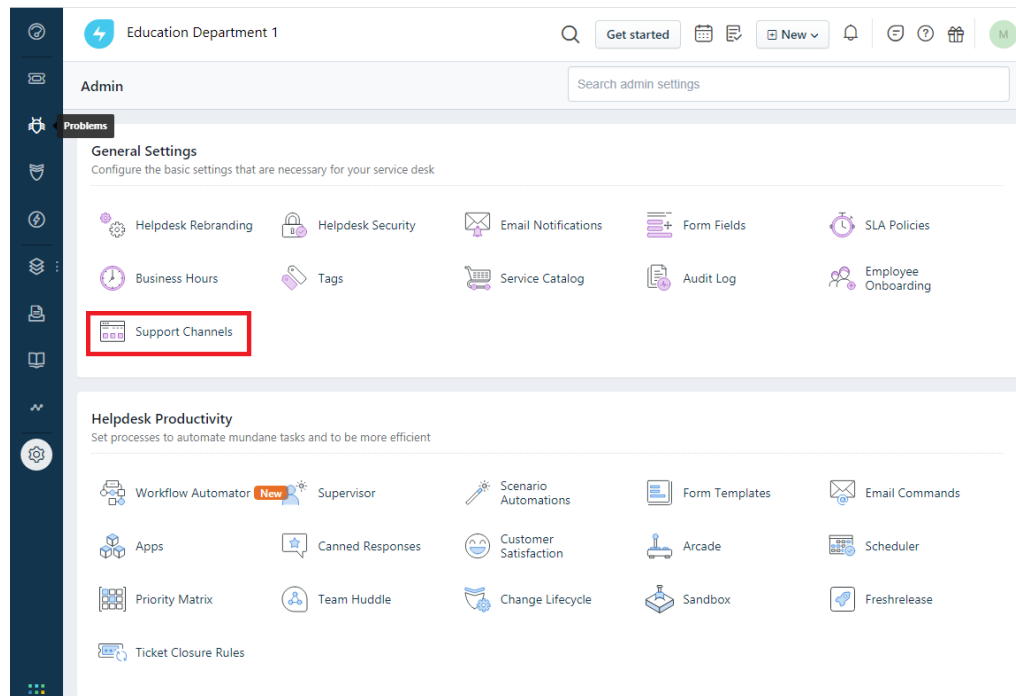 Education Department 1
Get started
New
M
Admin
Search admin settings
Problems
General Settings
Configure the basic settings that are necessary for your service desk
Helpdesk Rebranding
Helpdesk Security
Email Notifications
Form Fields
SLA Policies
Business Hours
Tags
Service Catalog
Audit Log
Employee
Onboarding
Support Channels
Helpdesk Productivity
Set processes to automate mundane tasks and to be more efficient
Workflow Automator New
Supervisor
Scenario
Automations
Form Templates
Email Commands
Apps
Canned Responses
Customer
Satisfaction
Arcade
Scheduler
Priority Matrix
Team Huddle
Change Lifecycle
Sandbox
Freshrelease
Ticket Closure Rules